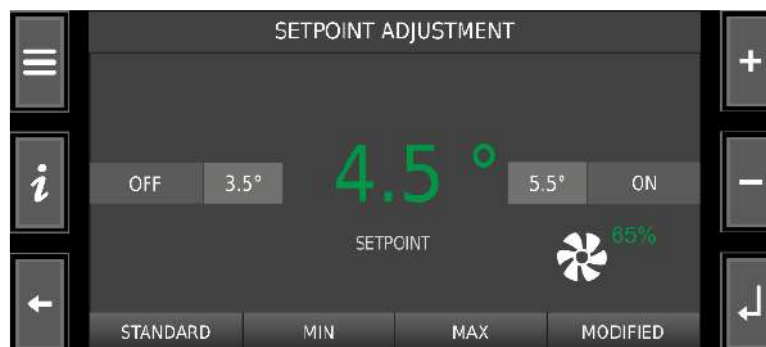 SETPOINT ADJUSTMENT
OFF 3.5° 4.5° 5.5° ON
SETPOINT
65%
STANDARD MIN MAX MODIFIED